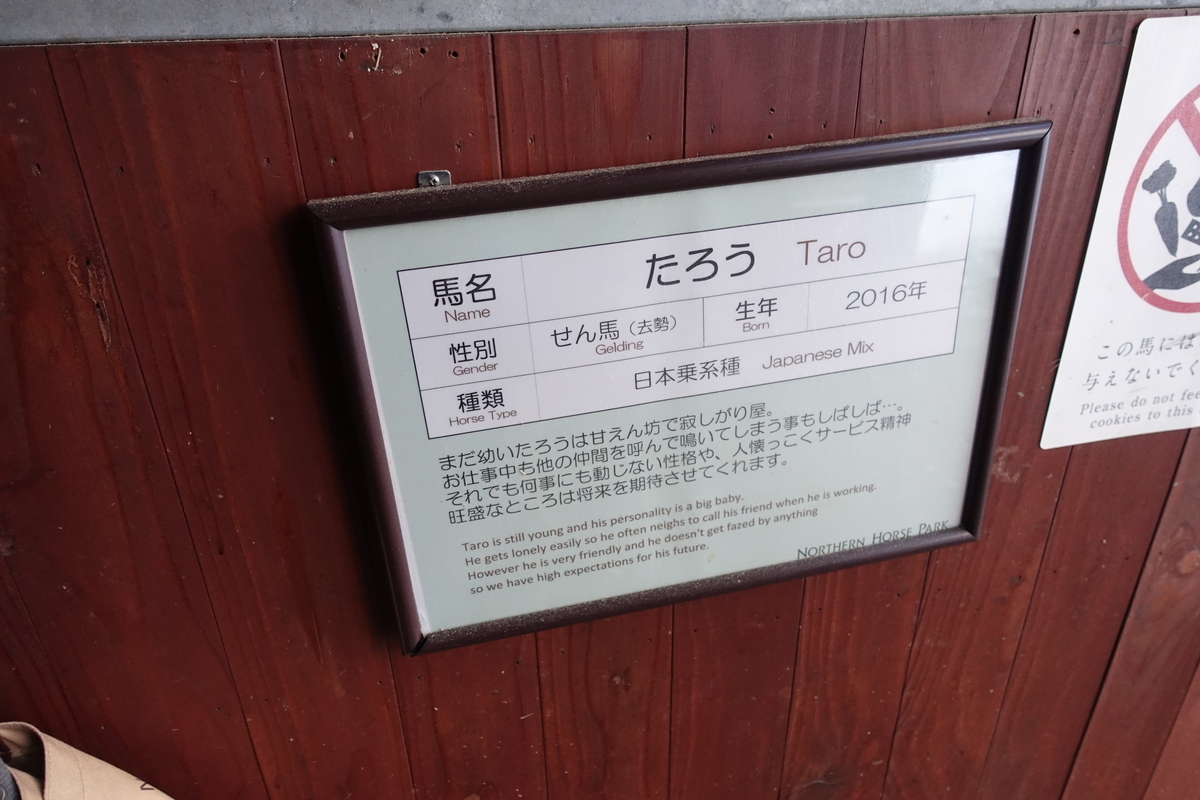 馬名 たろう Taro
Name
性別 せん馬（去勢） 生年 2016年
Gender Gelding Born
種類 日本乗系種 Japanese Mix
Horse Type
まだ幼いたろうは甘えん坊で寂しがり屋。
お仕事中も他の仲間を呼んで鳴いてしまう事もしばしば…。
それでも何事にも動じない性格や、人懐っこくサービス精神
旺盛なところは将来を期待させてくれます。
Taro is still young and his personality is a big baby.
He gets lonely easily so he often neighs to call his friend when he is working.
However he is very friendly and he doesn't get fazed by anything
so we have high expectations for his future.
NORTHERN HORSE PARK
この馬には
与えないでく
Please do not fee
cookies to this